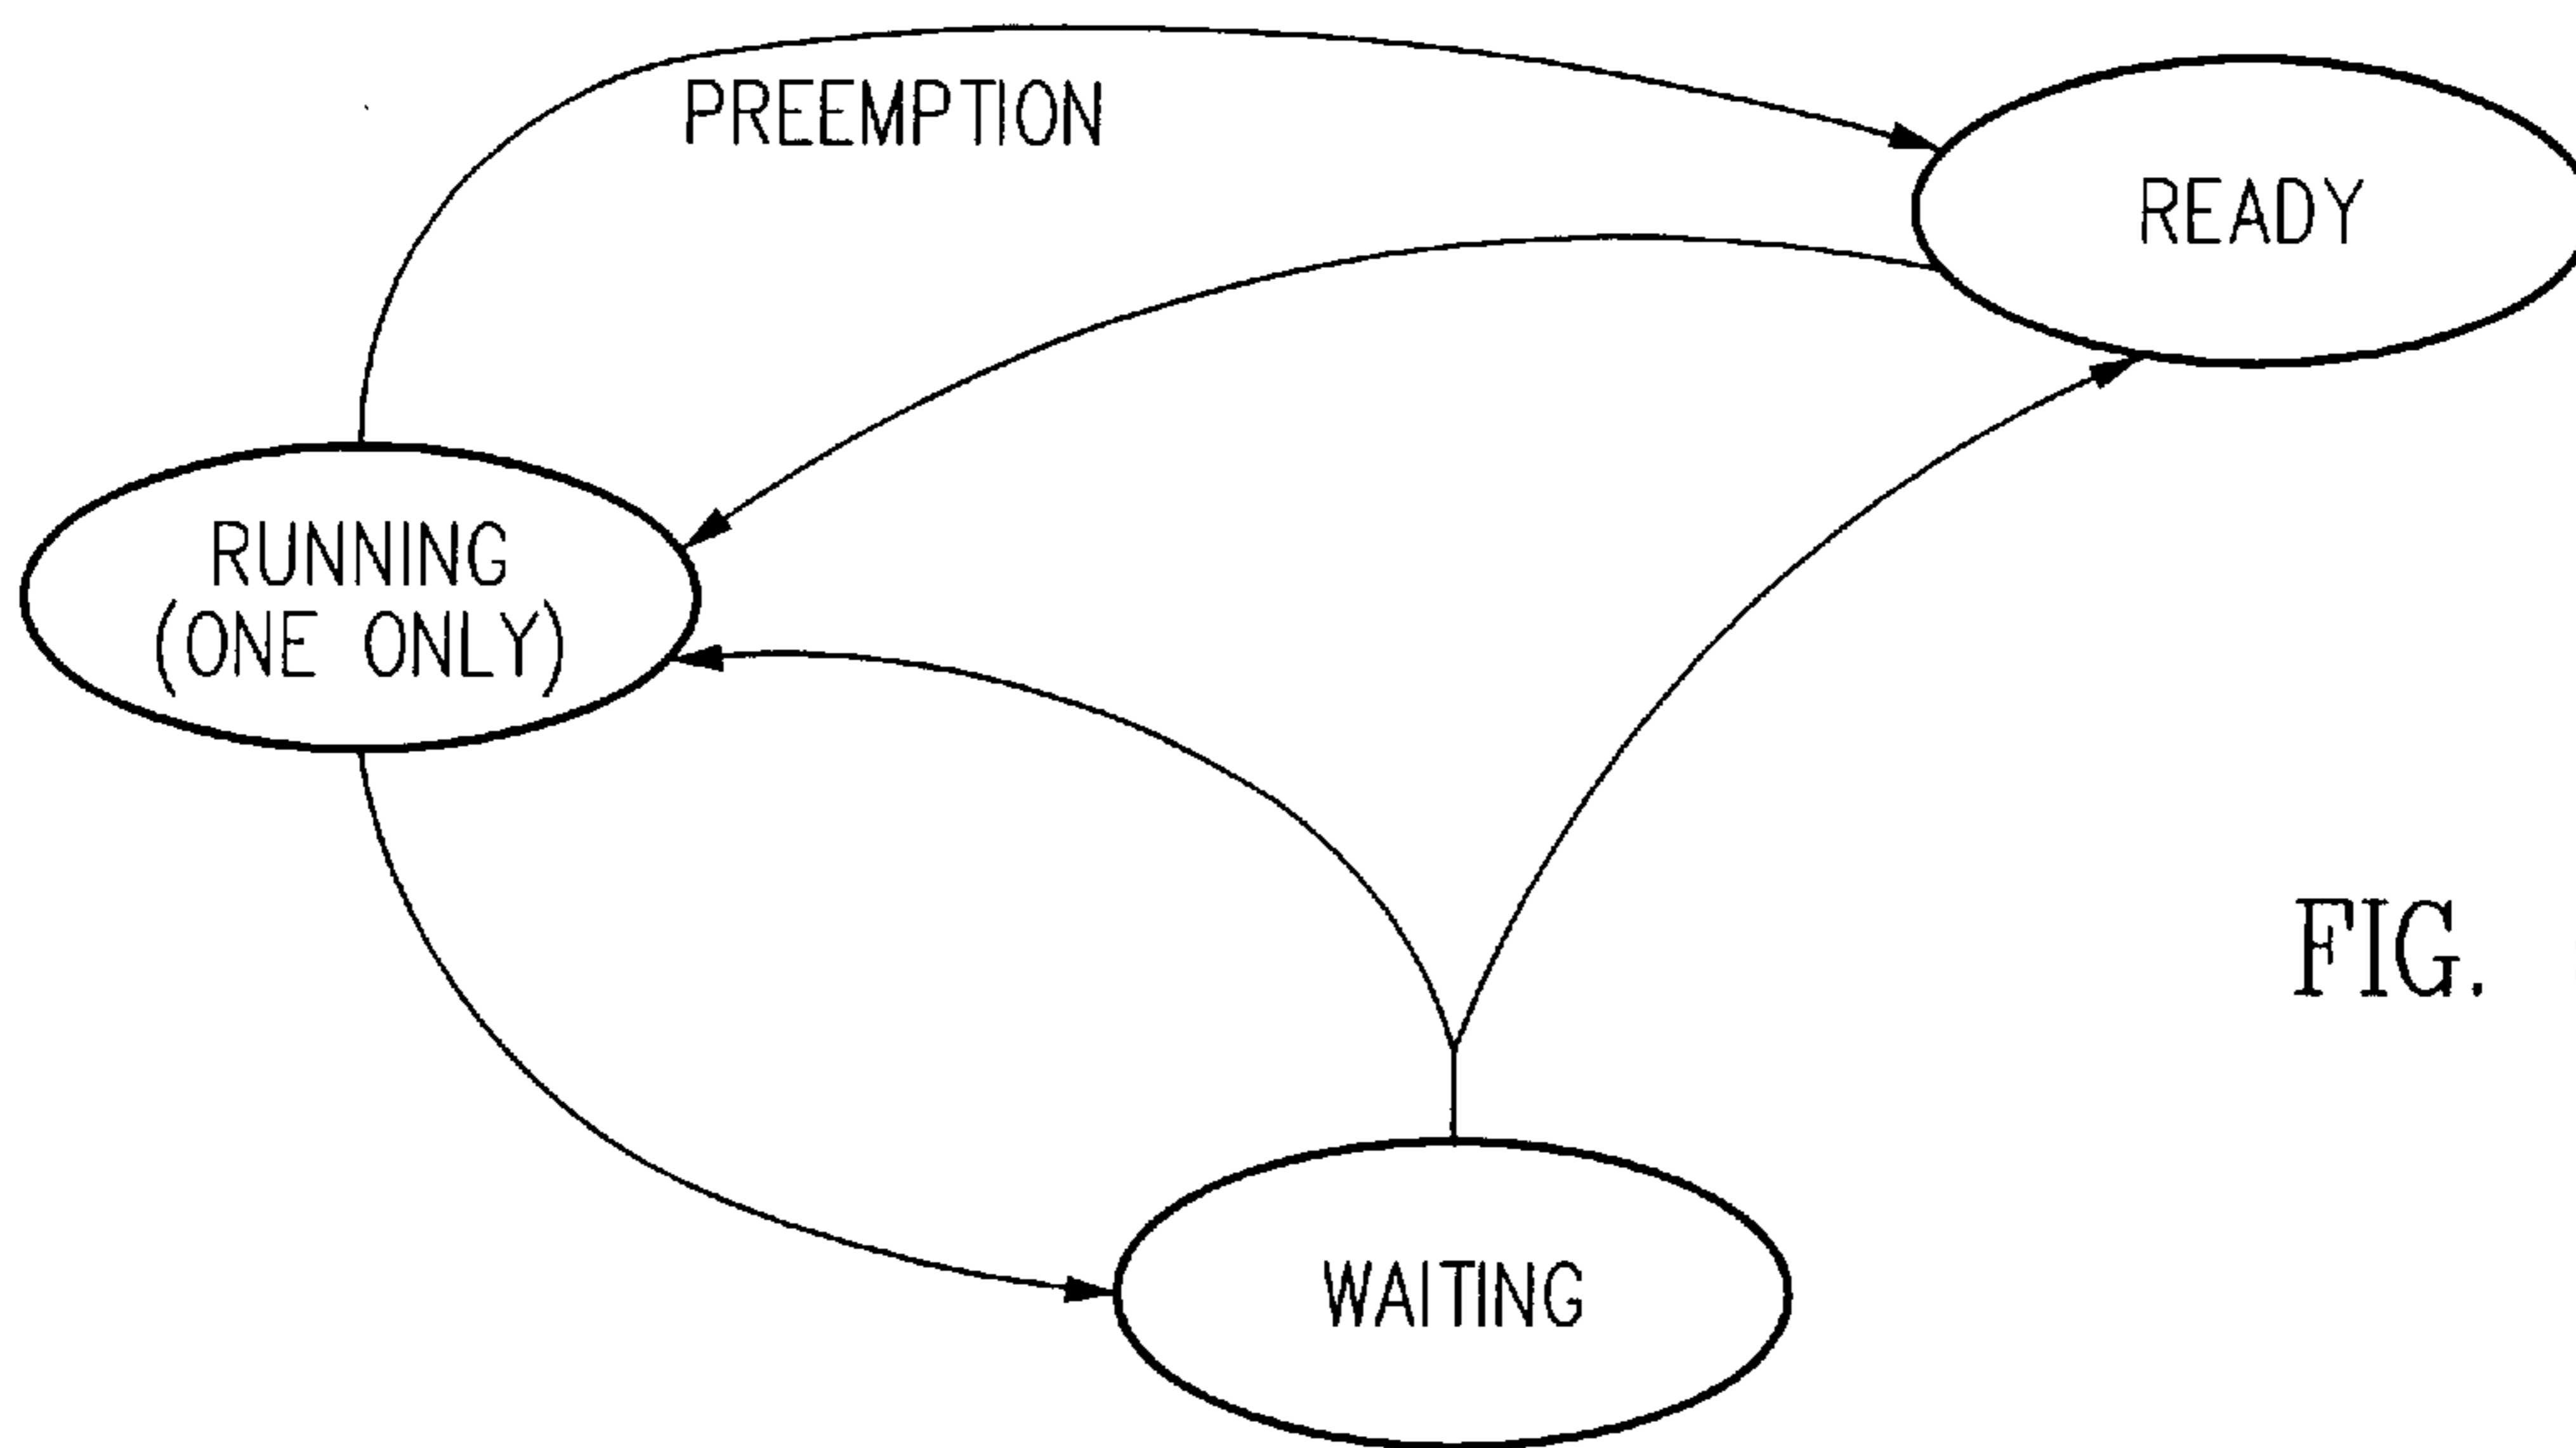 PREEMPTION
READY
RUNNING
(ONE ONLY)
WAITING
FIG.